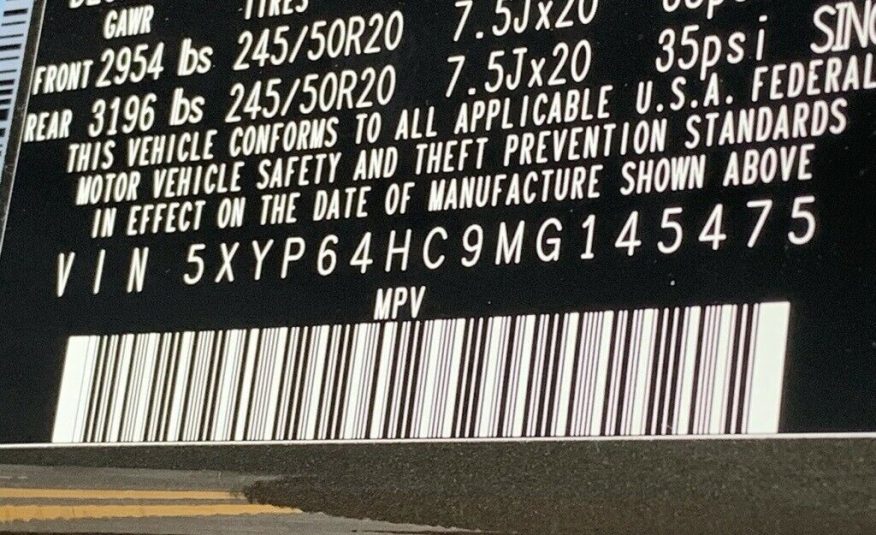 GAWR TIRES
7.5Jx20
FRONT 2954 lbs 245/50R20 7.5Jx20 35psi
REAR 3196 lbs 245/50R20
THIS VEHICLE CONFORMS TO ALL APPLICABLE U.S.A. FEDERAL
MOTOR VEHICLE SAFETY AND THEFT PREVENTION STANDARDS
IN EFFECT ON THE DATE OF MANUFACTURE SHOWN ABOVE
VIN 5XYP64HC9MG145475
MPV